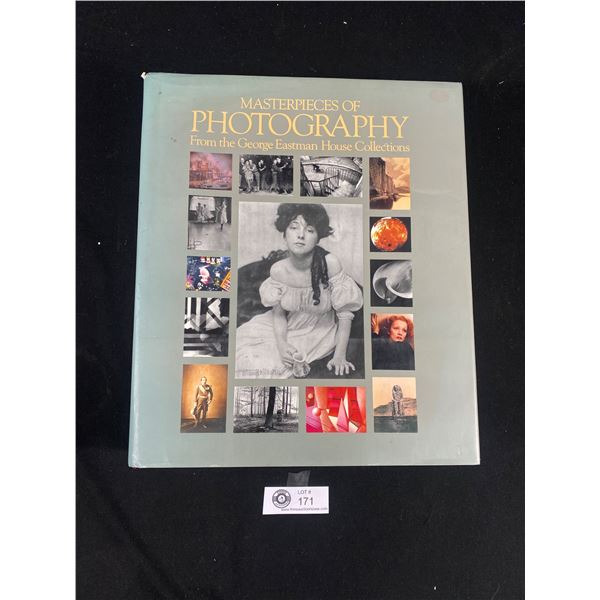 MASTERPIECES OF
PHOTOGRAPHY
From the George Eastman House Collections
LOT #
171